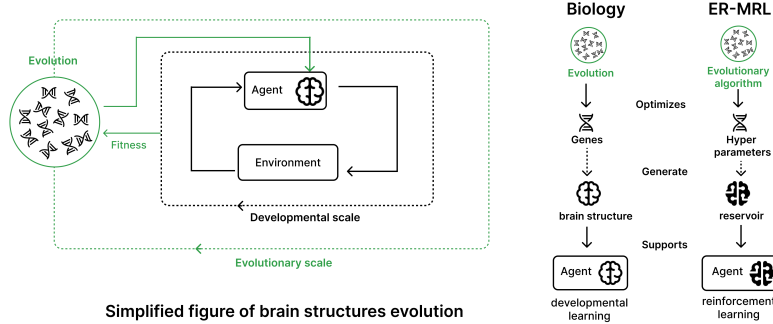 Evolution
Agent
Fitness
Environment
Developmental scale
Evolutionary scale
Simplified figure of brain structures evolution
Biology
ER-MRL
Evolution
Evolutionary
algorithm
Optimizes
Genes
Hyper
parameters
Generate
brain structure
reservoir
Supports
Agent
Agent
developmental
learning
reinforcement
learning